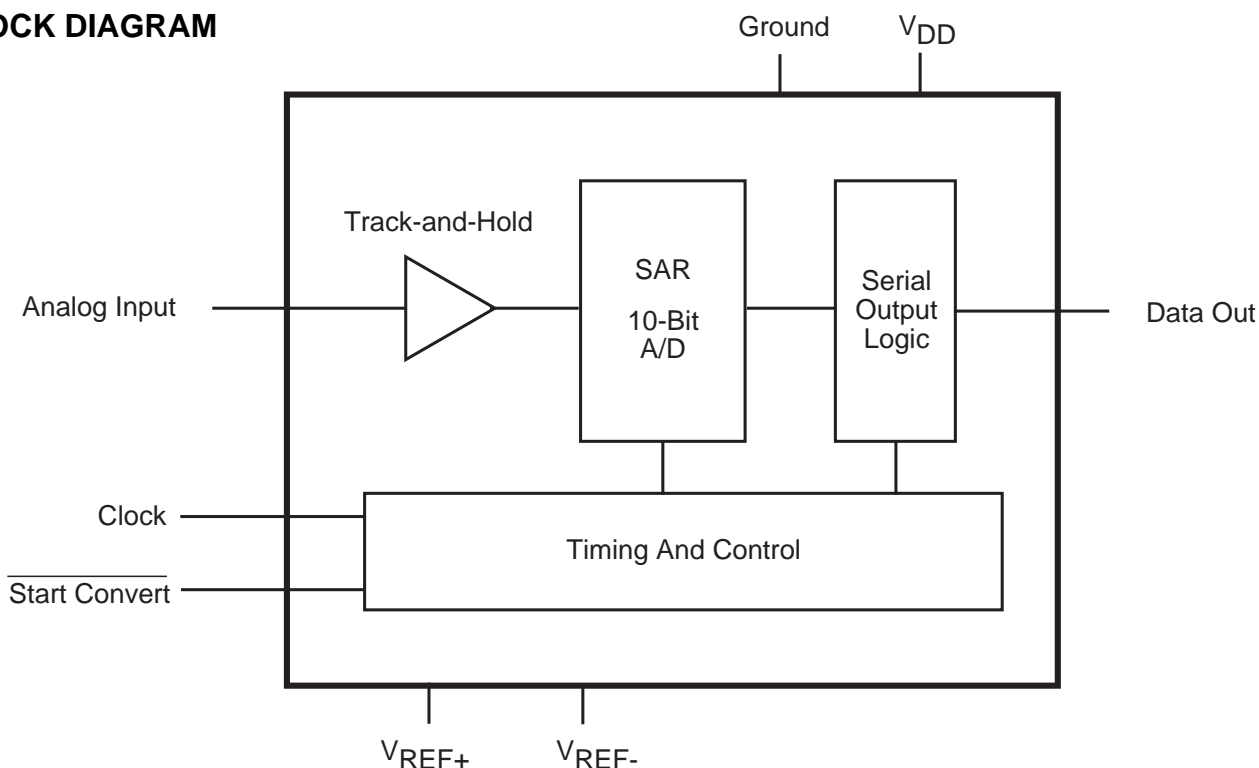 OCK DIAGRAM
Ground
VDD
Track-and-Hold
SAR
10-Bit
A/D
Serial
Output
Logic
Analog Input
Data Out
Clock
Timing And Control
Start Convert
VREF+
VREF-